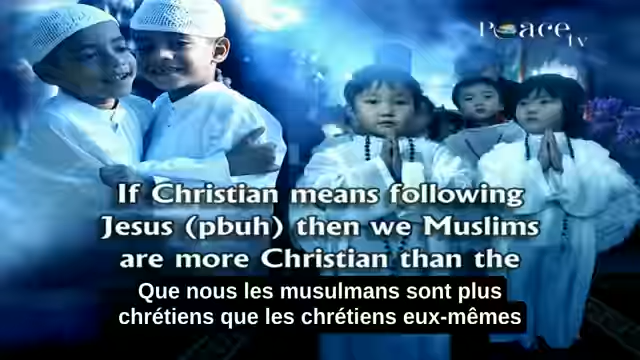 Peace TV
If Christian means following
Jesus (pbuh) then we Muslims
are more Christian than the
Que nous les musulmans sont plus
chrétiens que les chrétiens eux-mêmes